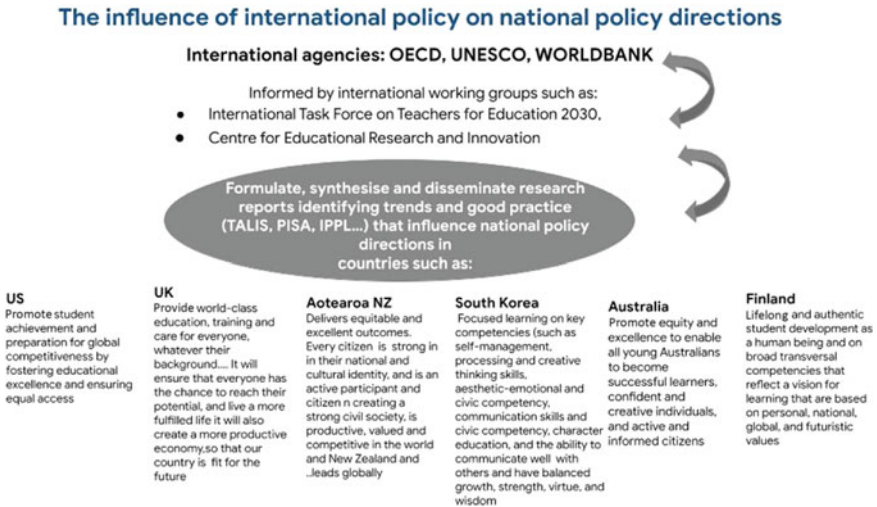 The influence of international policy on national policy directions
International agencies: OECD, UNESCO, WORLDBANK
Informed by international working groups such as:
• International Task Force on Teachers for Education 2030,
• Centre for Educational Research and Innovation
Formulate, synthesise and disseminate research
reports identifying trends and good practice
(TALIS, PISA, IPPL...) that influence national policy
directions in
countries such as:
US
Promote student
achievement and
preparation for global
competitiveness by
fostering educational
excellence and ensuring
equal access
UK
Provide world-class
education, training and
care for everyone,
whatever their
background.... It will
ensure that everyone has
the chance to reach their
potential, and live a more
fulfilled life it will also
create a more productive
economy,so that our
country is fit for the
future
Aotearoa NZ
Delivers equitable and
excellent outcomes.
Every citizen is strong in
in their national and
cultural identity, and is an
active participant and
citize n creating a
strong civil society, is
productive, valued and
competitive in the world
and New Zealand and
..leads globally
South Korea
Focused learning on key
competencies (such as
self-management,
processing and creative
thinking skills,
aesthetic-emotional and
civic competency,
communication skills and
civic competency, character
education, and the ability to
communicate well with
others and have balanced
growth, strength, virtue, and
wisdom
Australia
Promote equity and
excellence to enable
all young Australians
to become
successful learners,
confident and
creative individuals,
and active and
informed citizens
Finland
Lifelong and authentic
student development as
a human being and on
broad transversal
competencies that
reflect a vision for
learning that are based
on personal, national,
global, and futuristic
values